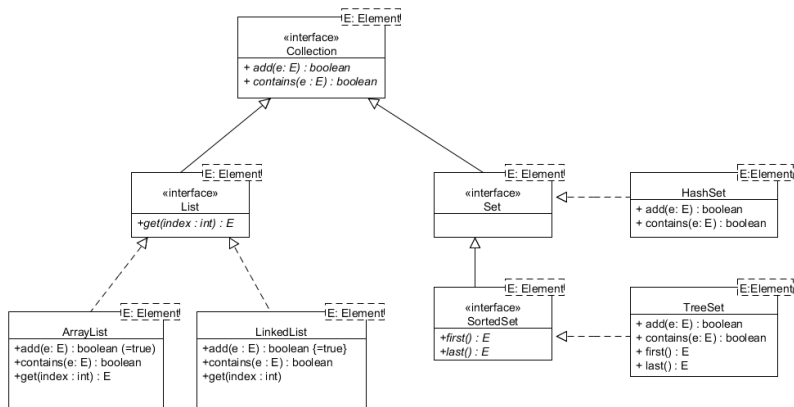 E: Element
«interface»
Collection
+ add(e: E) : boolean
+ contains(e : E) : boolean
E: Element
«interface»
List
+get(index : int) : E
E: Element
«interface»
Set
E:Element
HashSet
+ add(e: E) : boolean
+ contains(e: E) : boolean
E: Element
ArrayList
+add(e: E) : boolean (=true)
+contains(e: E) : boolean
+get(index : int) : E
E: Element
LinkedList
+add(e : E) : boolean {=true}
+contains(e : E) : boolean
+get(index : int)
E: Element
«interface»
SortedSet
+first() : E
+last() : E
E:Element
TreeSet
+ add(e: E) : boolean
+ contains(e: E) : boolean
+ first() : E
+ last() : E